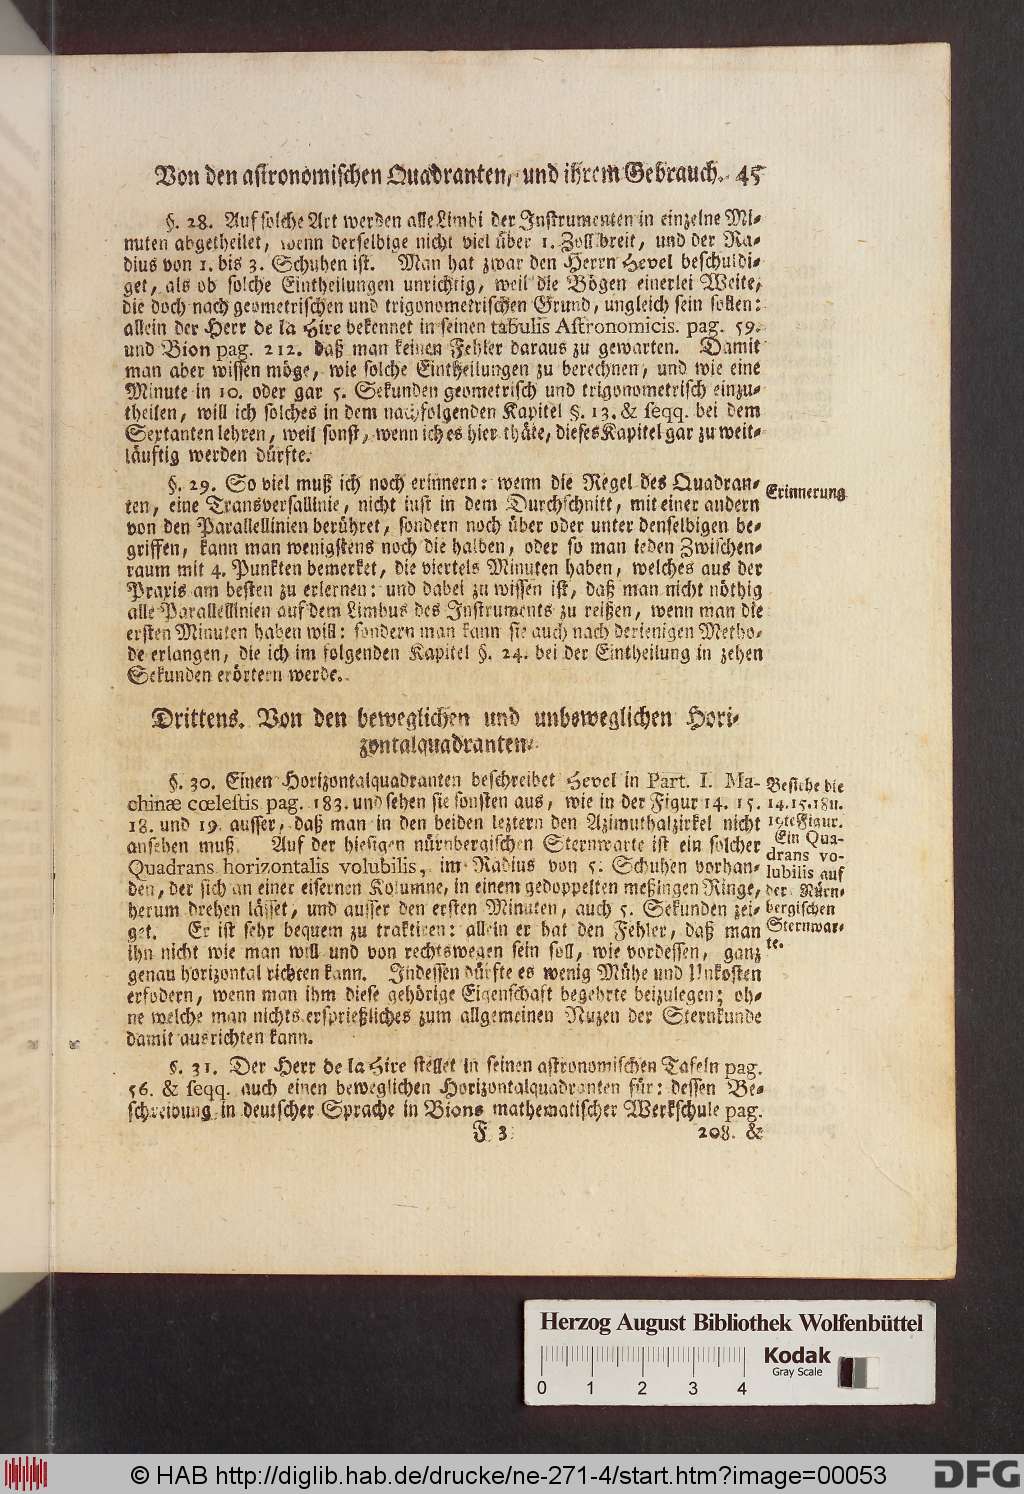 Von den astronomischen Quadranten, und ihrem Gebrauch. 45
§. 28. Auf solche Art werden alle Limbi der Instrumenten in einzelne Mi-
nuten abgetheilet, wenn derselbige nicht viel über 1. Zoll breit, und der Ra-
dius von 1. bis 3. Schuhen ist. Man hat zwar den Herrn Hevel beschuldi-
get, als ob solche Eintheilungen unrichtig, weil die Bögen einerlei Weite,
die doch nach geometrischen und trigonometrischen Grund, ungleich sein sollen:
allein der Herr de la Hire bekennet in seinen tabulis Astronomicis. pag. 59.
und Bion pag. 212. daß man keinen Fehler daraus zu gewarten. Damit
man aber wissen möge, wie solche Eintheilungen zu berechnen, und wie eine
Minute in 10. oder gar 5. Sekunden geometrisch und trigonometrisch einzu-
theilen, will ich solches in dem nachfolgenden Kapitel §. 13. & seqq. bei dem
Sextanten lehren, weil sonst, wenn ich es hier thäte, dieses Kapitel gar zu weit-
läuftig werden dürfte.
§. 29. So viel muß ich noch erinnern: wenn die Regel des Quadran-
ten, eine Transversallinie, nicht iust in dem Durchschnitt, mit einer andern
von den Parallellinien berühret, sondern noch über oder unter denselbigen be-
griffen, kann man wenigstens noch die halben, oder so man ieden Zwischen-
raum mit 4. Punkten bemerket, die viertels Minuten haben, welches aus der
Praxis am besten zu erlernen: und dabei zu wissen ist, daß man nicht nöthig
alle Parallellinien auf dem Limbus des Instruments zu reißen, wenn man die
ersten Minuten haben will: sondern man kann sie auch nach derienigen Metho-
de erlangen, die ich im folgenden Kapitel §. 24. bei der Eintheilung in zehen
Sekunden erörtern werde.
Erinnerung
Drittens. Von den beweglichen und unbeweglichen Hori-
zontalquadranten.
§. 30. Einen Horizontalquadranten beschreibet Hevel in Part. I. Ma-
chinæ cœlestis pag. 183. und sehen sie sonsten aus, wie in der Figur 14. 15.
18. und 19. ausser, daß man in den beiden leztern den Azimuthalzirkel nicht
ansehen muß. Auf der hiesigen nürnbergischen Sternwarte ist ein solcher
Quadrans horizontalis volubilis, im Radius von 5. Schuhen vorhan-
den, der sich an einer eisernen Kolumne, in einem gedoppelten meßingen Ringe,
herum drehen lässet, und ausser den ersten Minuten, auch 5. Sekunden zei-
get. Er ist sehr bequem zu traktiren: allein er hat den Fehler, daß man
ihn nicht wie man will und von rechtswegen sein soll, wie vordessen, ganz
genau horizontal richten kann. Indessen dürfte es wenig Mühe und Unkosten
erfodern, wenn man ihm diese gehörige Eigenschaft begehrte beizulegen; oh-
ne welche man nichts ersprießliches zum allgemeinen Nuzen der Sternkunde
damit ausrichten kann.
Besiehe die
14. 15. 18 u.
19te Figur.
Ein Qua-
drans vo-
lubilis auf
der Nürn-
bergischen
Sternwar-
te.
§. 31. Der Herr de la Hire stellet in seinen astronomischen Tafeln pag.
56. & seqq. auch einen beweglichen Horizontalquadranten für: dessen Be-
schreibung in deutscher Sprache in Bions mathematischer Werkschule pag.
F 3
208. &
Herzog August Bibliothek Wolfenbüttel
0 1 2 3 4
Kodak
Gray Scale
© HAB http://diglib.hab.de/drucke/ne-271-4/start.htm?image=00053
DFG